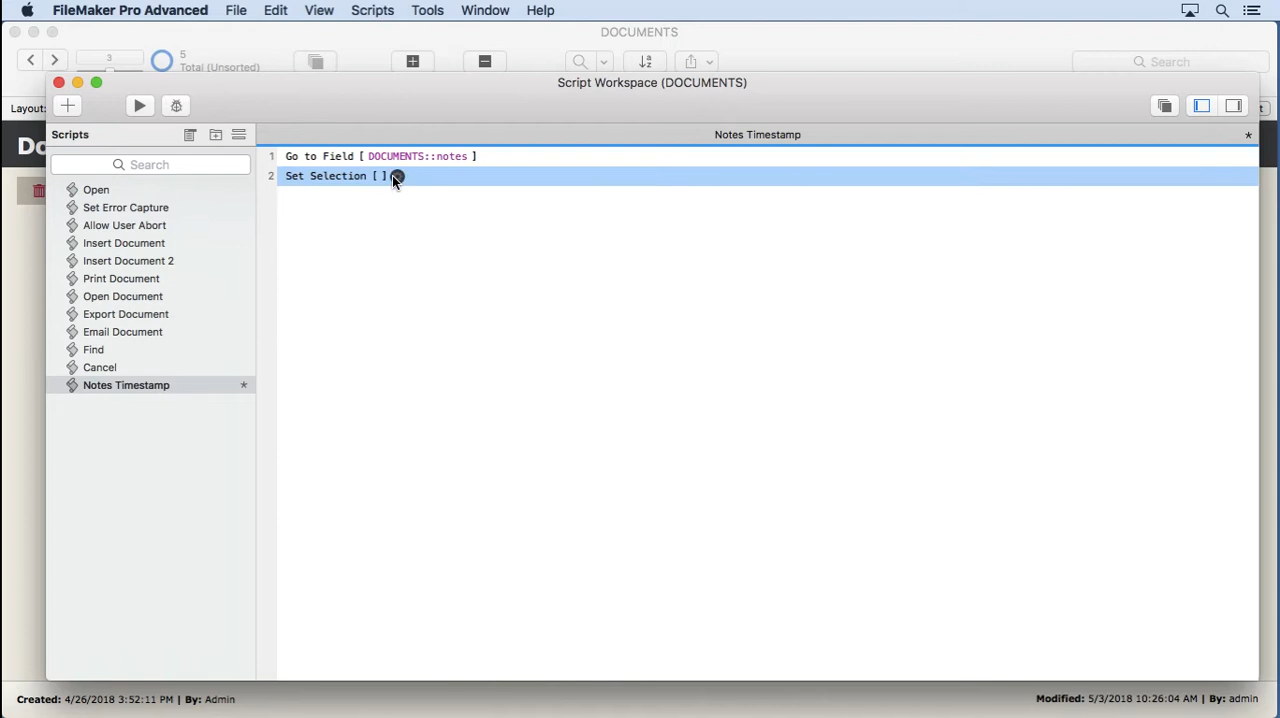 FileMaker Pro Advanced File Edit View Scripts Tools Window Help
DOCUMENTS
3
5
Total (Unsorted)
Search
Layout:
Script Workspace (DOCUMENTS)
Scripts
Notes Timestamp *
Search
1 Go to Field [ DOCUMENTS::notes ]
2 Set Selection [ ]
Open
Set Error Capture
Allow User Abort
Insert Document
Insert Document 2
Print Document
Open Document
Export Document
Email Document
Find
Cancel
Notes Timestamp *
Created: 4/26/2018 3:52:11 PM | By: Admin
Modified: 5/3/2018 10:26:04 AM | By: admin